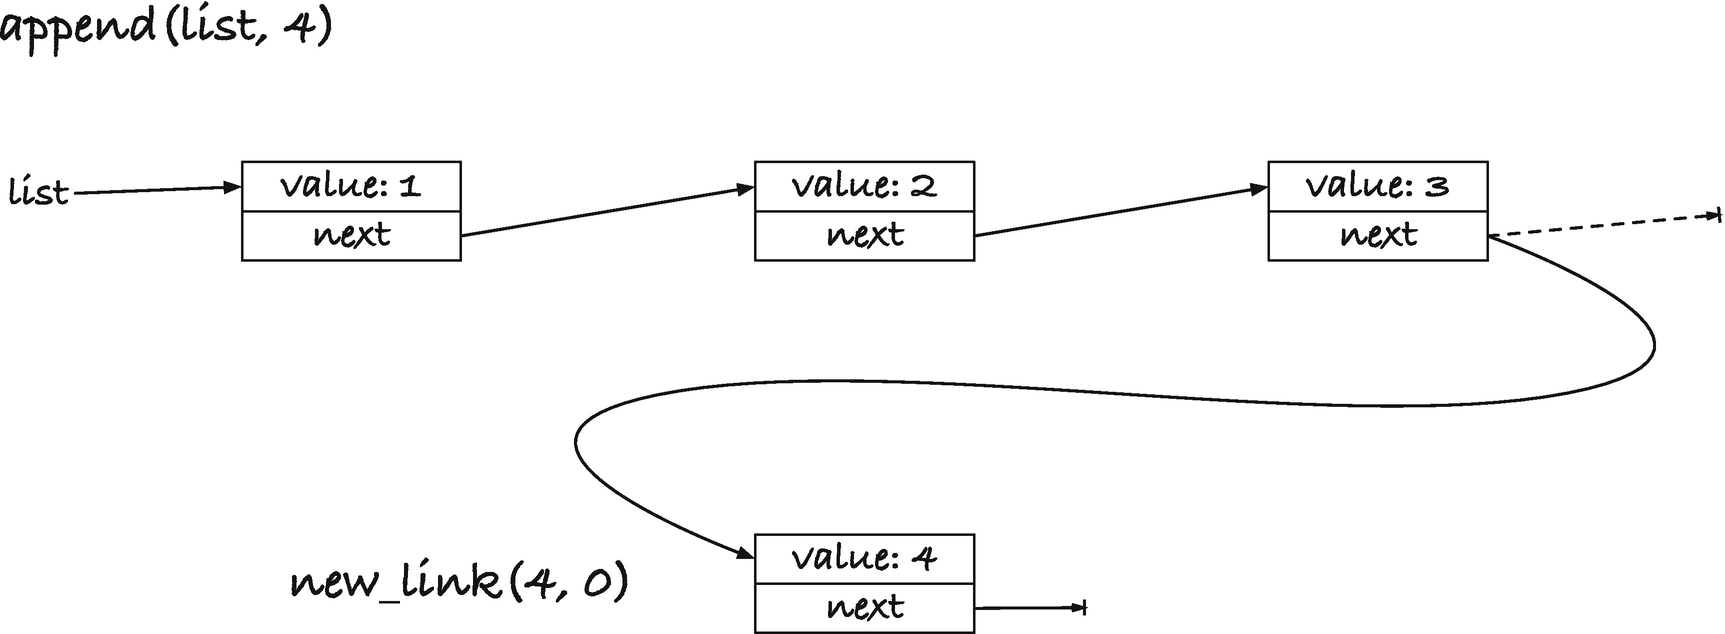 append(list, 4)
list
value: 1
next
value: 2
next
value: 3
next
new_link(4, 0)
value: 4
next